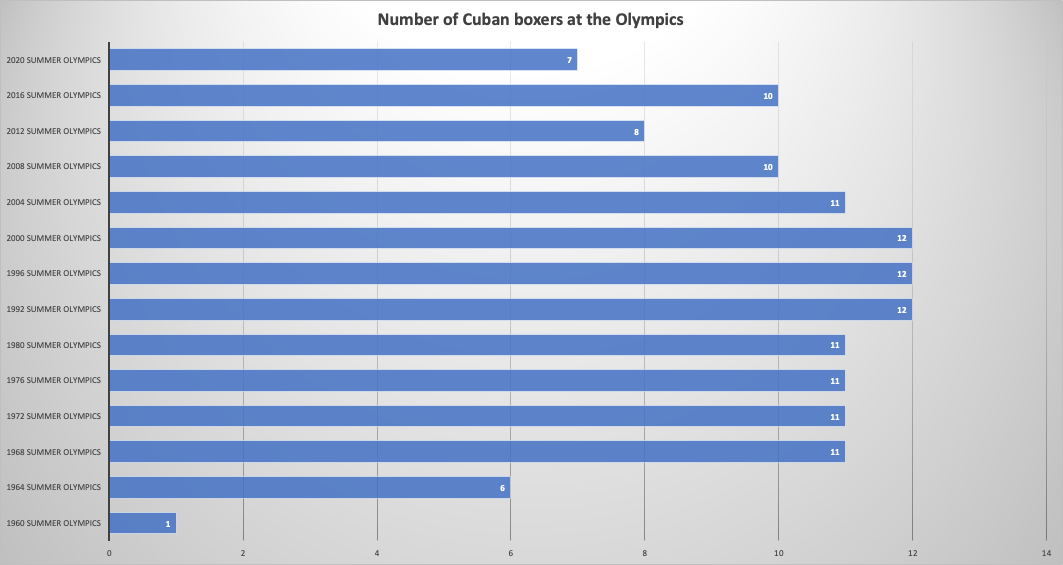 Number of Cuban boxers at the Olympics
2020 SUMMER OLYMPICS 7
2016 SUMMER OLYMPICS 10
2012 SUMMER OLYMPICS 8
2008 SUMMER OLYMPICS 10
2004 SUMMER OLYMPICS 11
2000 SUMMER OLYMPICS 12
1996 SUMMER OLYMPICS 12
1992 SUMMER OLYMPICS 12
1980 SUMMER OLYMPICS 11
1976 SUMMER OLYMPICS 11
1972 SUMMER OLYMPICS 11
1968 SUMMER OLYMPICS 11
1964 SUMMER OLYMPICS 6
1960 SUMMER OLYMPICS 1
0 2 4 6 8 10 12 14